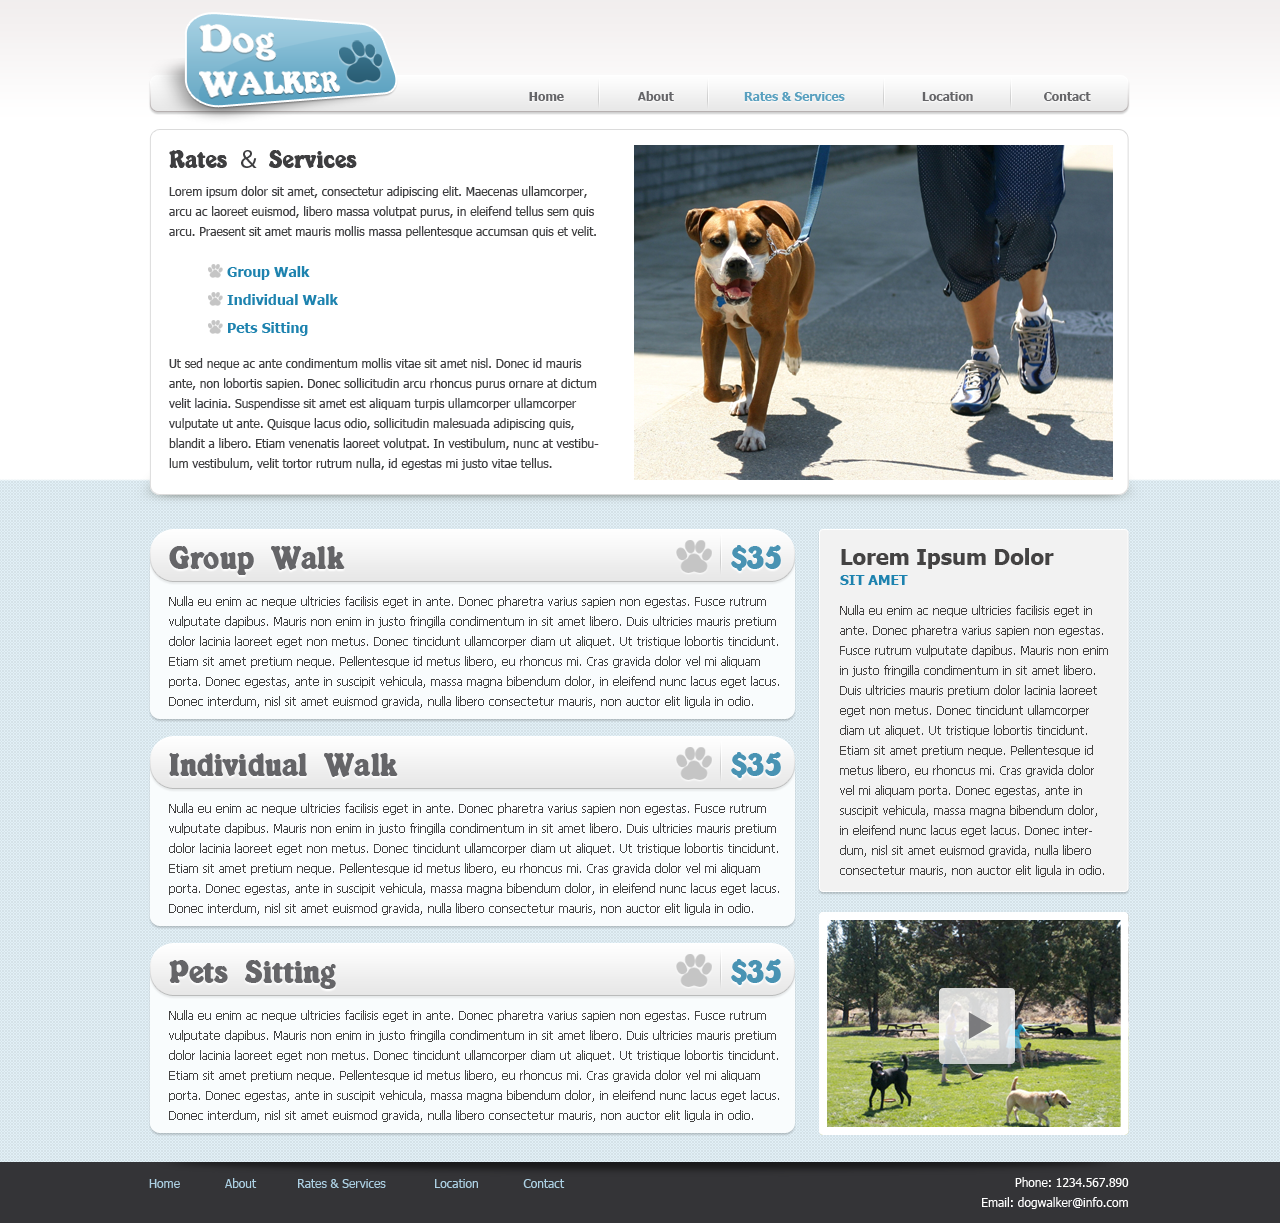 Dog
WALKER
Home About Rates & Services Location Contact
Rates & Services
Lorem ipsum dolor sit amet, consectetur adipiscing elit. Maecenas ullamcorper,
arcu ac laoreet euismod, libero massa volutpat purus, in eleifend tellus sem quis
arcu. Praesent sit amet mauris mollis massa pellentesque accumsan quis et velit.
Group Walk
Individual Walk
Pets Sitting
Ut sed neque ac ante condimentum mollis vitae sit amet nisl. Donec id mauris
ante, non lobortis sapien. Donec sollicitudin arcu rhoncus purus ornare at dictum
velit lacinia. Suspendisse sit amet est aliquam turpis ullamcorper ullamcorper
vulputate ut ante. Quisque lacus odio, sollicitudin malesuada adipiscing quis,
blandit a libero. Etiam venenatis laoreet volutpat. In vestibulum, nunc at vestibu-
lum vestibulum, velit tortor rutrum nulla, id egestas mi justo vitae tellus.
Group Walk $35
Nulla eu enim ac neque ultricies facilisis eget in ante. Donec pharetra varius sapien non egestas. Fusce rutrum
vulputate dapibus. Mauris non enim in justo fringilla condimentum in sit amet libero. Duis ultricies mauris pretium
dolor lacinia laoreet eget non metus. Donec tincidunt ullamcorper diam ut aliquet. Ut tristique lobortis tincidunt.
Etiam sit amet pretium neque. Pellentesque id metus libero, eu rhoncus mi. Cras gravida dolor vel mi aliquam
porta. Donec egestas, ante in suscipit vehicula, massa magna bibendum dolor, in eleifend nunc lacus eget lacus.
Donec interdum, nisl sit amet euismod gravida, nulla libero consectetur mauris, non auctor elit ligula in odio.
Individual Walk $35
Nulla eu enim ac neque ultricies facilisis eget in ante. Donec pharetra varius sapien non egestas. Fusce rutrum
vulputate dapibus. Mauris non enim in justo fringilla condimentum in sit amet libero. Duis ultricies mauris pretium
dolor lacinia laoreet eget non metus. Donec tincidunt ullamcorper diam ut aliquet. Ut tristique lobortis tincidunt.
Etiam sit amet pretium neque. Pellentesque id metus libero, eu rhoncus mi. Cras gravida dolor vel mi aliquam
porta. Donec egestas, ante in suscipit vehicula, massa magna bibendum dolor, in eleifend nunc lacus eget lacus.
Donec interdum, nisl sit amet euismod gravida, nulla libero consectetur mauris, non auctor elit ligula in odio.
Pets Sitting $35
Nulla eu enim ac neque ultricies facilisis eget in ante. Donec pharetra varius sapien non egestas. Fusce rutrum
vulputate dapibus. Mauris non enim in justo fringilla condimentum in sit amet libero. Duis ultricies mauris pretium
dolor lacinia laoreet eget non metus. Donec tincidunt ullamcorper diam ut aliquet. Ut tristique lobortis tincidunt.
Etiam sit amet pretium neque. Pellentesque id metus libero, eu rhoncus mi. Cras gravida dolor vel mi aliquam
porta. Donec egestas, ante in suscipit vehicula, massa magna bibendum dolor, in eleifend nunc lacus eget lacus.
Donec interdum, nisl sit amet euismod gravida, nulla libero consectetur mauris, non auctor elit ligula in odio.
Lorem Ipsum Dolor
SIT AMET
Nulla eu enim ac neque ultricies facilisis eget in
ante. Donec pharetra varius sapien non egestas.
Fusce rutrum vulputate dapibus. Mauris non enim
in justo fringilla condimentum in sit amet libero.
Duis ultricies mauris pretium dolor lacinia laoreet
eget non metus. Donec tincidunt ullamcorper
diam ut aliquet. Ut tristique lobortis tincidunt.
Etiam sit amet pretium neque. Pellentesque id
metus libero, eu rhoncus mi. Cras gravida dolor
vel mi aliquam porta. Donec egestas, ante in
suscipit vehicula, massa magna bibendum dolor,
in eleifend nunc lacus eget lacus. Donec inter-
dum, nisl sit amet euismod gravida, nulla libero
consectetur mauris, non auctor elit ligula in odio.
Home About Rates & Services Location Contact
Phone: 1234.567.890
Email: dogwalker@info.com